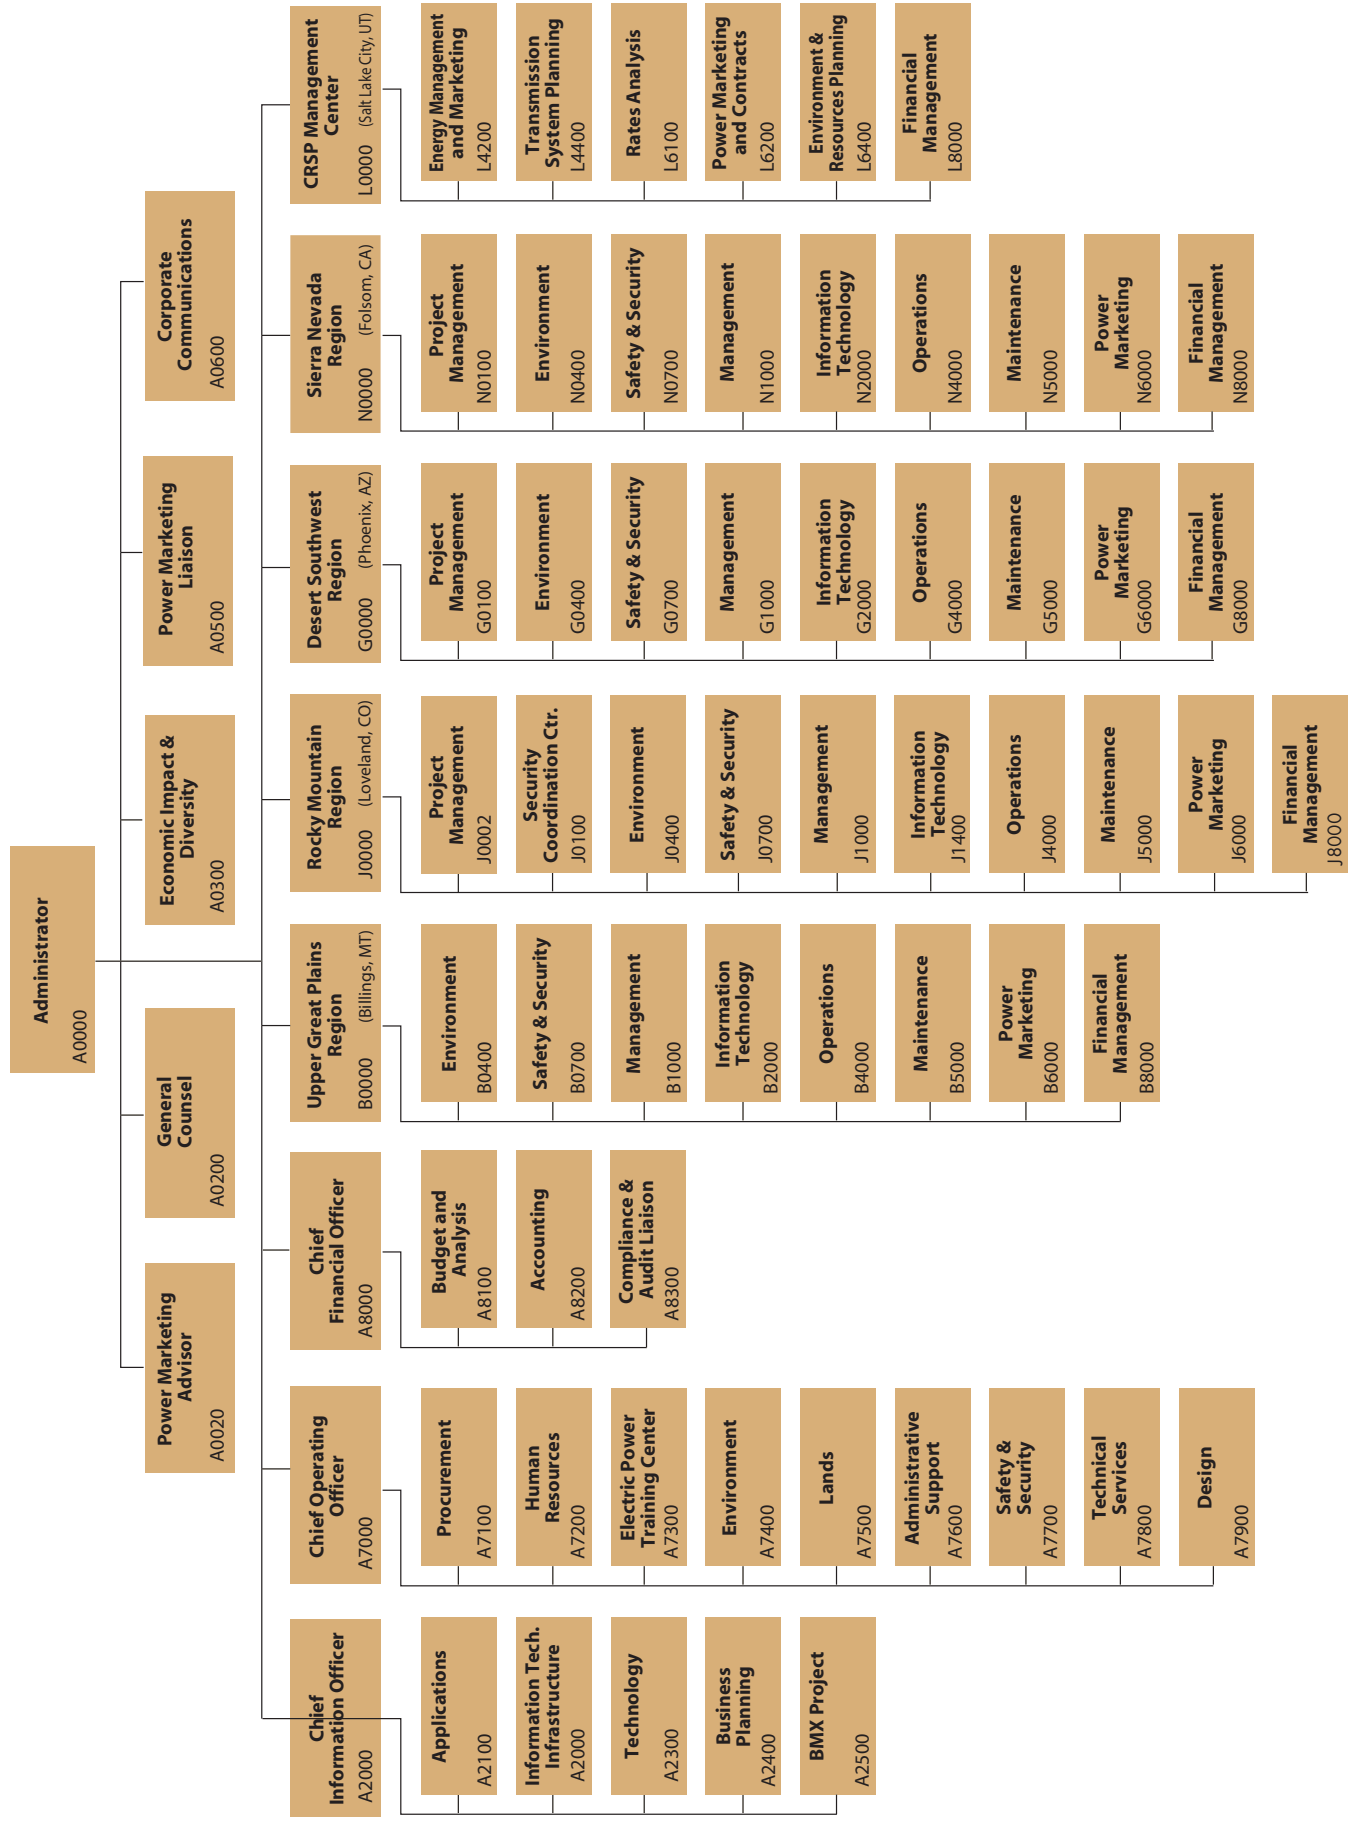 Administrator
A0000
Power Marketing
Advisor
A0020
General
Counsel
A0200
Economic Impact &
Diversity
A0300
Power Marketing
Liaison
A0500
Corporate
Communications
A0600
Chief
Information Officer
A2000
Applications
A2100
Information Tech.
Infrastructure
A2000
Technology
A2300
Business
Planning
A2400
BMX Project
A2500
Chief Operating
Officer
A7000
Procurement
A7100
Human
Resources
A7200
Electric Power
Training Center
A7300
Environment
A7400
Lands
A7500
Administrative
Support
A7600
Safety &
Security
A7700
Technical
Services
A7800
Design
A7900
Chief
Financial Officer
A8000
Budget and
Analysis
A8100
Accounting
A8200
Compliance &
Audit Liaison
A8300
Upper Great Plains
Region
B0000 (Billings, MT)
Environment
B0400
Safety & Security
B0700
Management
B1000
Information
Technology
B2000
Operations
B4000
Maintenance
B5000
Power
Marketing
B6000
Financial
Management
B8000
Rocky Mountain
Region
J0000 (Loveland, CO)
Project
Management
J0002
Security
Coordination Ctr.
J0100
Environment
J0400
Safety & Security
J0700
Management
J1000
Information
Technology
J1400
Operations
J4000
Maintenance
J5000
Power
Marketing
J6000
Financial
Management
J8000
Desert Southwest
Region
G0000 (Phoenix, AZ)
Project
Management
G0100
Environment
G0400
Safety & Security
G0700
Management
G1000
Information
Technology
G2000
Operations
G4000
Maintenance
G5000
Power
Marketing
G6000
Financial
Management
G8000
Sierra Nevada
Region
N0000 (Folsom, CA)
Project
Management
N0100
Environment
N0400
Safety & Security
N0700
Management
N1000
Information
Technology
N2000
Operations
N4000
Maintenance
N5000
Power
Marketing
N6000
Financial
Management
N8000
CRSP Management
Center
L0000 (Salt Lake City, UT)
Energy Management
and Marketing
L4200
Transmission
System Planning
L4400
Rates Analysis
L6100
Power Marketing
and Contracts
L6200
Environment &
Resources Planning
L6400
Financial
Management
L8000